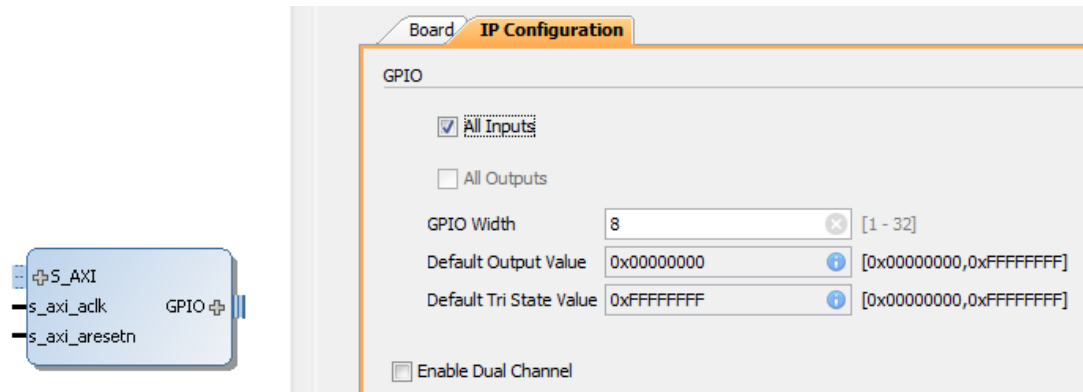 Board IP Configuration
GPIO
All Inputs
All Outputs
GPIO Width 8 [1 - 32]
Default Output Value 0x00000000 [0x00000000,0xFFFFFFFF]
Default Tri State Value 0xFFFFFFFF [0x00000000,0xFFFFFFFF]
Enable Dual Channel
S_AXI
s_axi_aclk GPIO
s_axi_aresetn